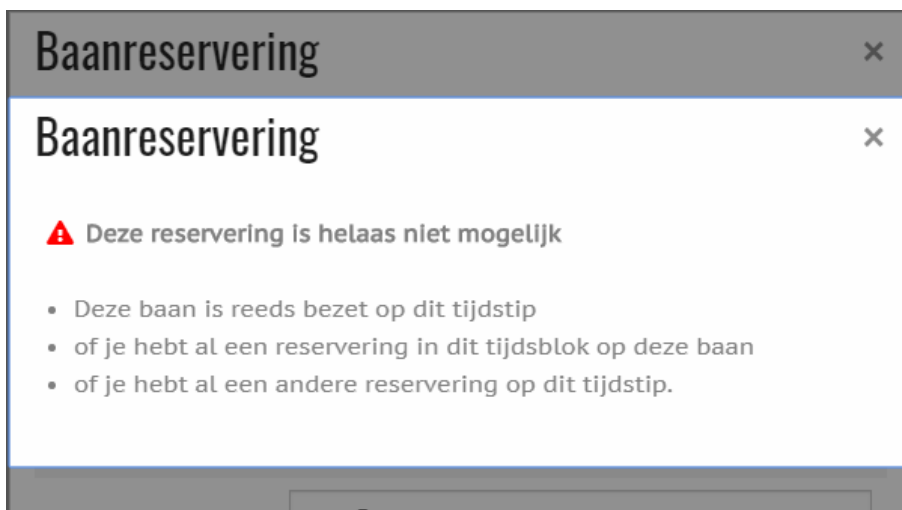 Baanreservering ×
Baanreservering ×
Deze reservering is helaas niet mogelijk
• Deze baan is reeds bezet op dit tijdstip
• of je hebt al een reservering in dit tijdsblok op deze baan
• of je hebt al een andere reservering op dit tijdstip.